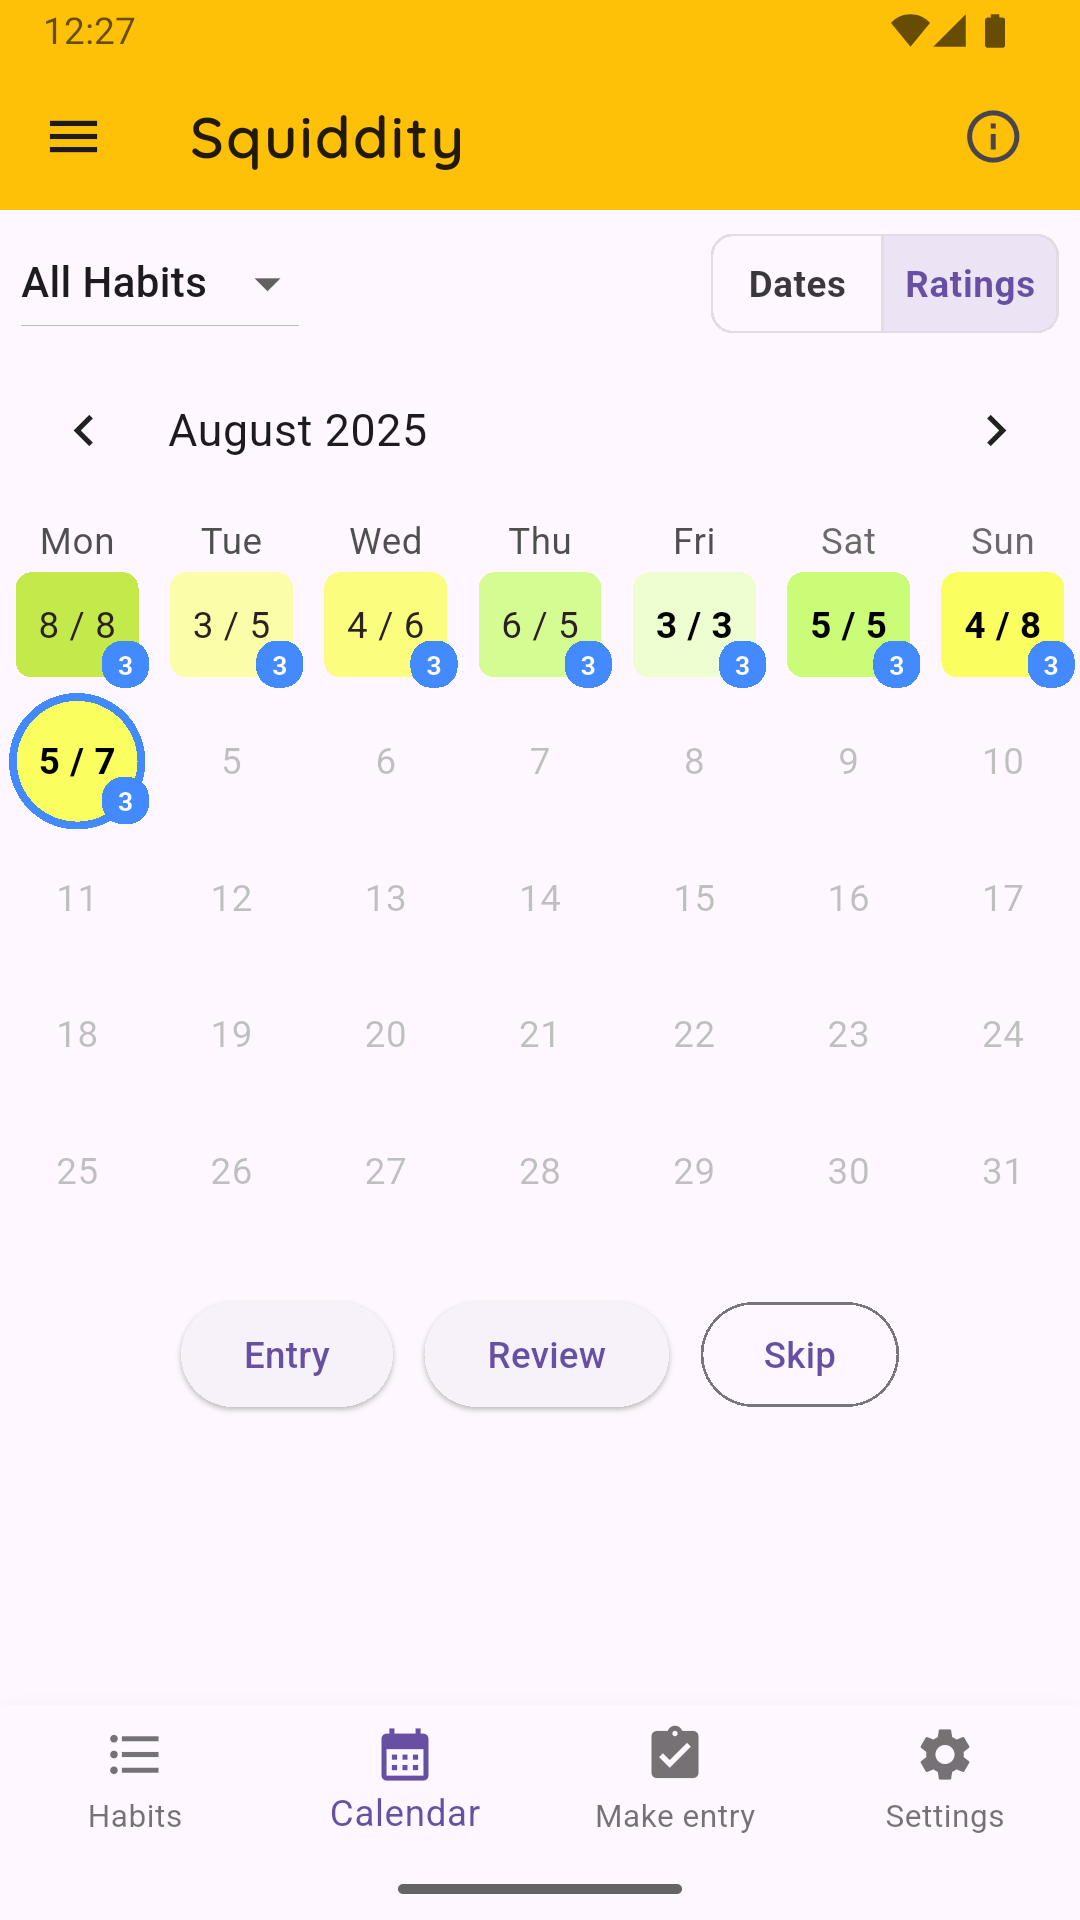 12:27
Squiddity
All Habits
Dates Ratings
August 2025
Mon Tue Wed Thu Fri Sat Sun
8 / 8 3 / 5 4 / 6 6 / 5 3 / 3 5 / 5 4 / 8
3 3 3 3 3 3 3
5 / 7 5 6 7 8 9 10
3
11 12 13 14 15 16 17
18 19 20 21 22 23 24
25 26 27 28 29 30 31
Entry Review Skip
Habits Calendar Make entry Settings